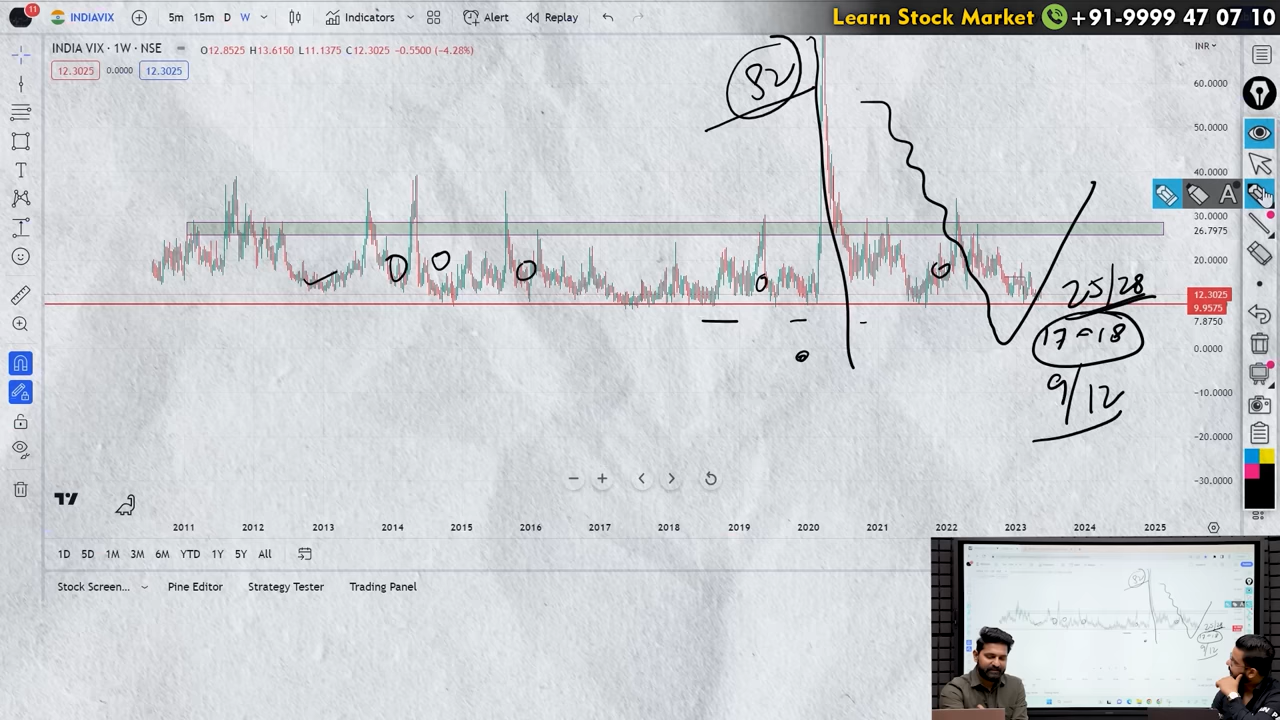 11
INDIAVIX
5m 15m D W
Indicators
Alert
Replay
Learn Stock Market +91-9999 47 07 10
INDIA VIX · 1W · NSE
O12.8525 H13.6150 L11.1375 C12.3025 -0.5500 (-4.28%)
12.3025 0.0000 12.3025
INR
60.0000
50.0000
40.0000
30.0000
26.7975
20.0000
12.3025
9.9575
7.8750
0.0000
-10.0000
-20.0000
-30.0000
A
25/28
17-18
9/12
2011 2012 2013 2014 2015 2016 2017 2018 2019 2020 2021 2022 2023 2024 2025
1D 5D 1M 3M 6M YTD 1Y 5Y All
Stock Screen... Pine Editor Strategy Tester Trading Panel